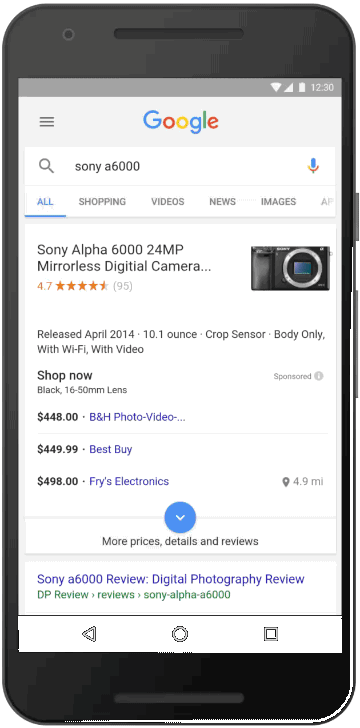 12:30
Google
sony a6000
ALL SHOPPING VIDEOS NEWS IMAGES
Sony Alpha 6000 24MP
Mirrorless Digitial Camera...
4.7 (95)
Released April 2014 · 10.1 ounce · Crop Sensor · Body Only,
With Wi-Fi, With Video
Shop now Sponsored
Black, 16-50mm Lens
$448.00 · B&H Photo-Video-...
$449.99 · Best Buy
$498.00 · Fry's Electronics 4.9 mi
More prices, details and reviews
Sony a6000 Review: Digital Photography Review
DP Review › reviews › sony-alpha-a6000